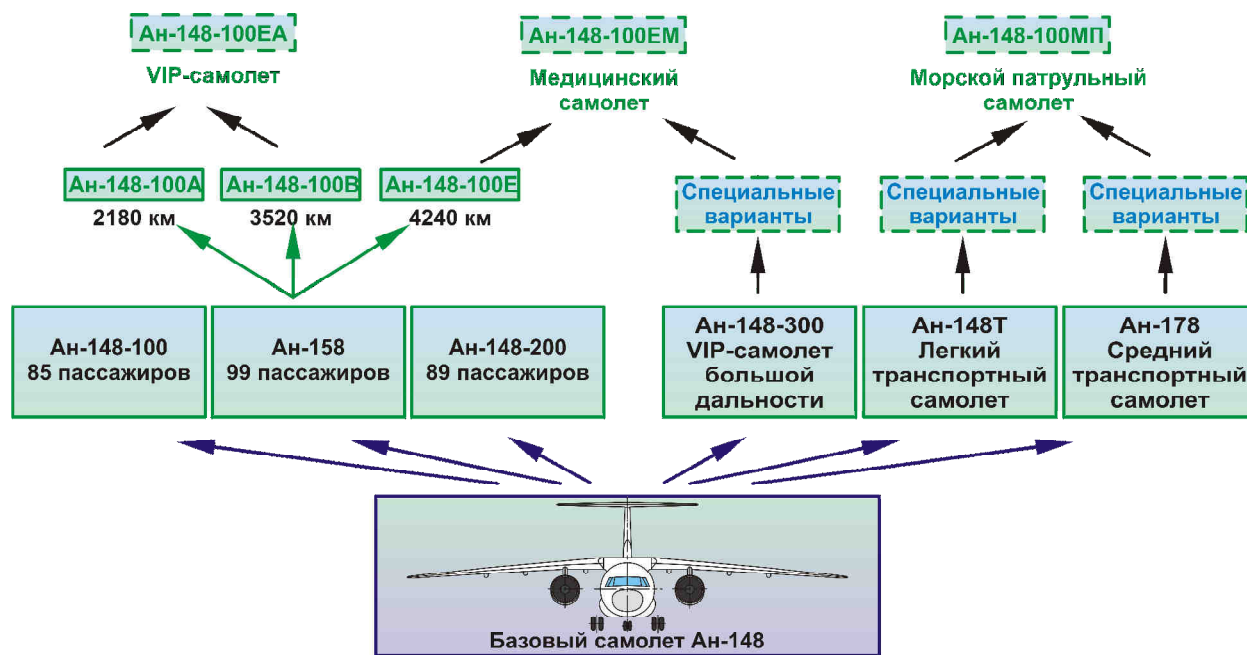 Ан-148-100ЕА
VIP-самолет
Ан-148-100ЕМ
Медицинский
самолет
Ан-148-100МП
Морской патрульный
самолет
Ан-148-100А
2180 км
Ан-148-100В
3520 км
Ан-148-100Е
4240 км
Специальные
варианты
Специальные
варианты
Специальные
варианты
Ан-148-100
85 пассажиров
Ан-158
99 пассажиров
Ан-148-200
89 пассажиров
Ан-148-300
VIP-самолет
большой
дальности
Ан-148Т
Легкий
транспортный
самолет
Ан-178
Средний
транспортный
самолет
Базовый самолет Ан-148